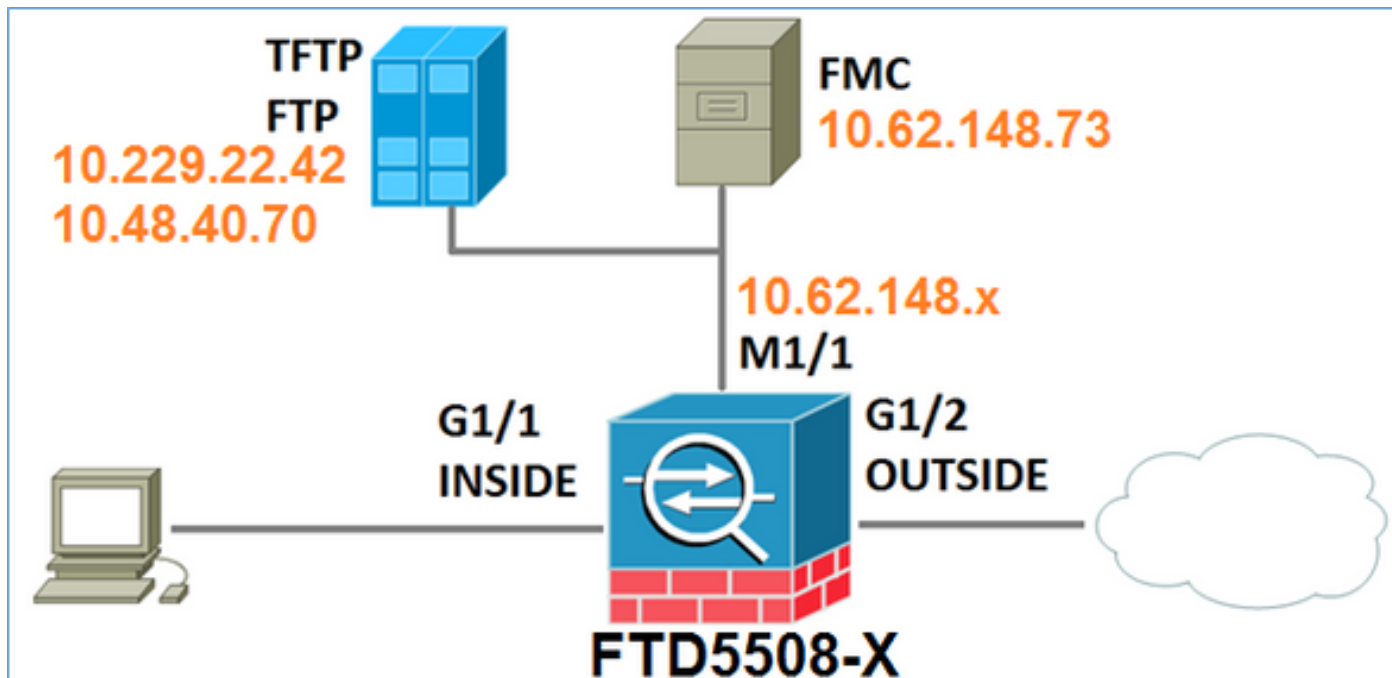 TFTP
FTP
10.229.22.42
10.48.40.70
FMC
10.62.148.73
10.62.148.x
M1/1
G1/1
INSIDE
G1/2
OUTSIDE
FTD5508-X